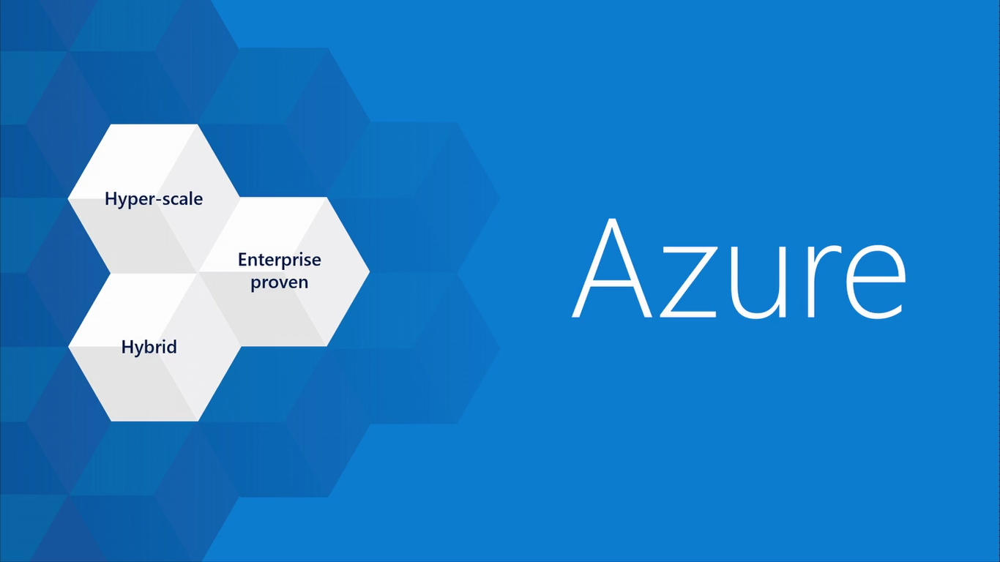 Hyper-scale
Enterprise
proven
Hybrid
Azure